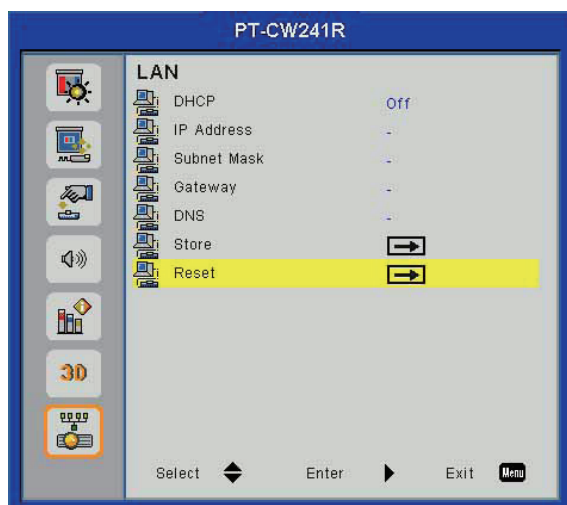 PT-CW241R
LAN
DHCP Off
IP Address -
Subnet Mask -
Gateway -
DNS -
Store
Reset
3D
Select Enter Exit Menu